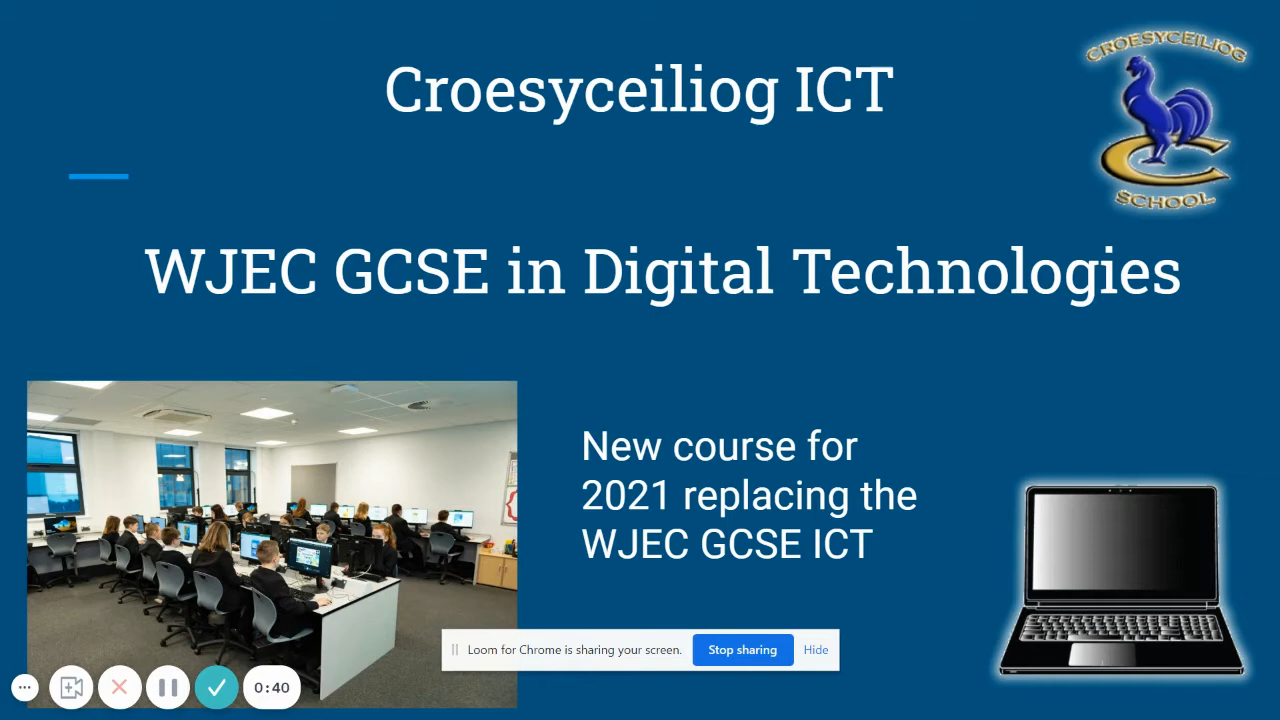 Croesyceiliog ICT
CROESYCEILIOG
SCHOOL
WJEC GCSE in Digital Technologies
New course for
2021 replacing the
WJEC GCSE ICT
Loom for Chrome is sharing your screen. Stop sharing Hide
0:40